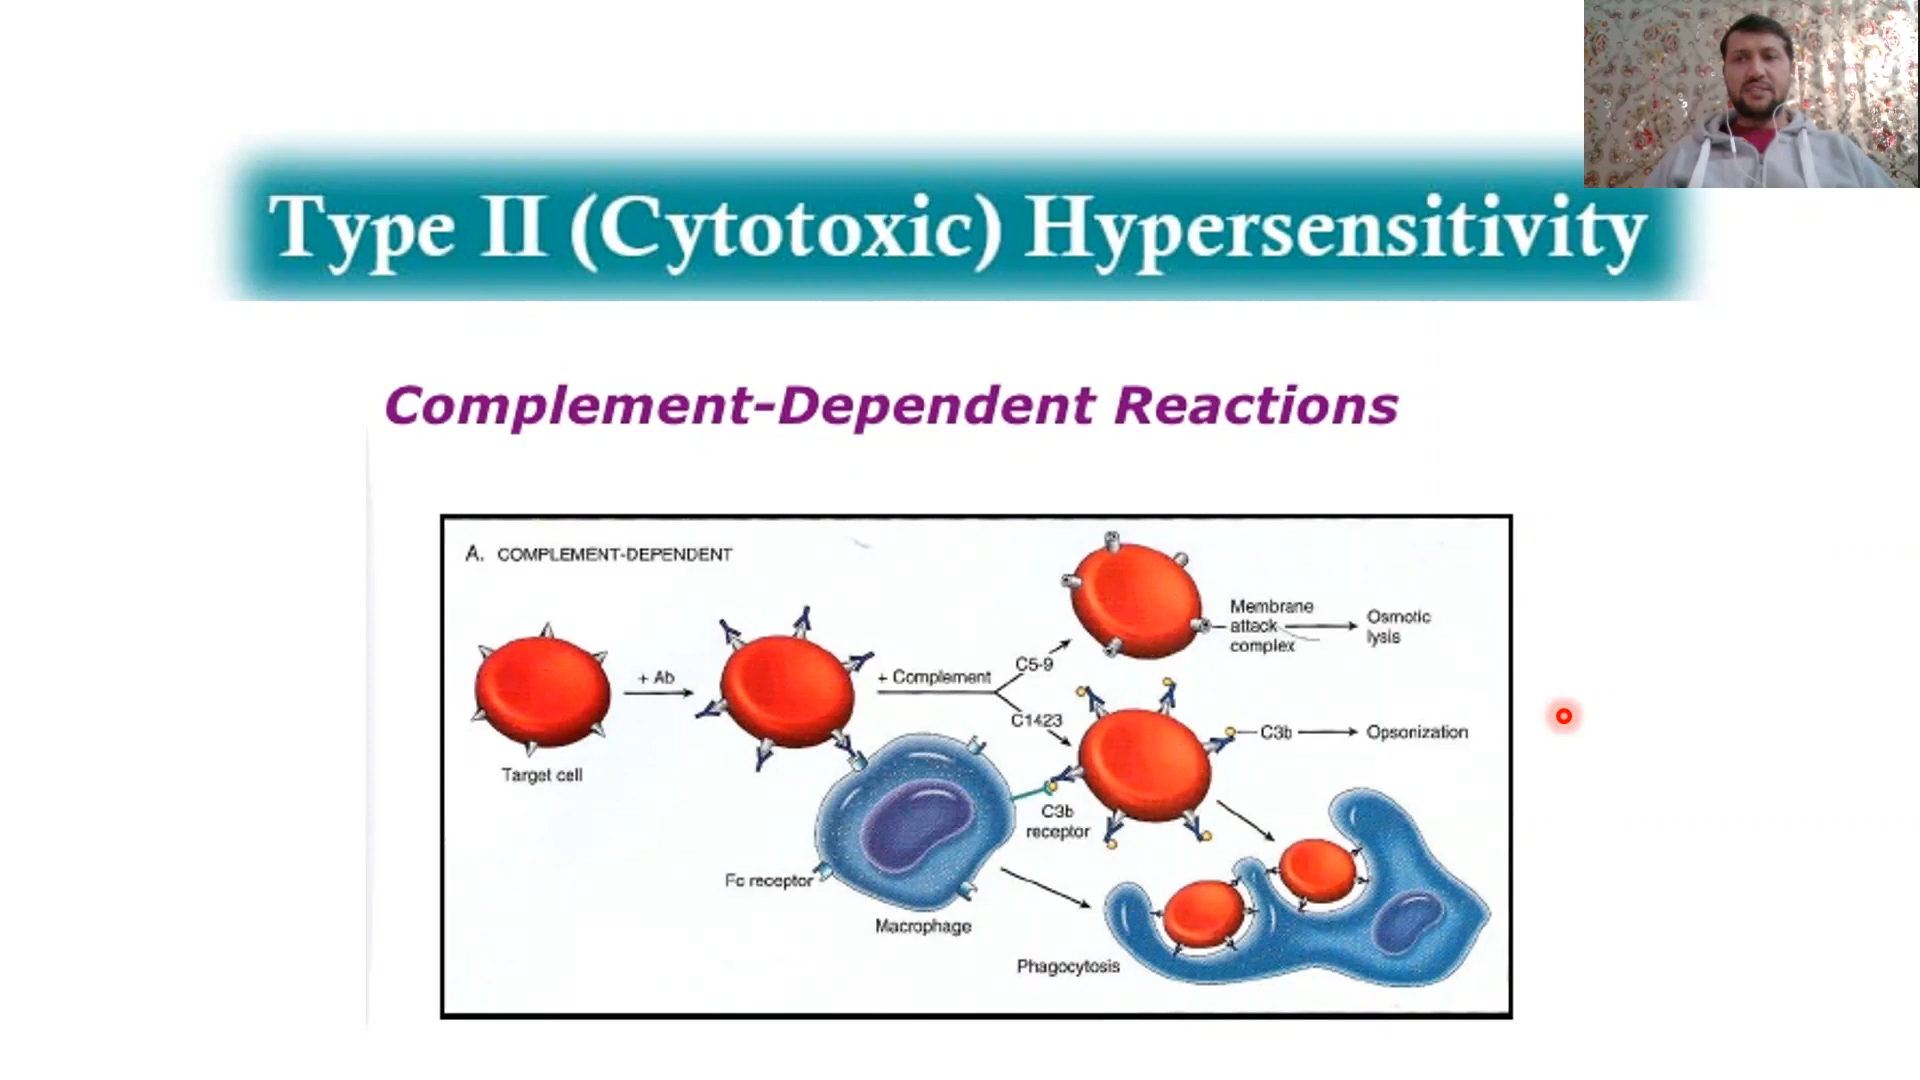 Type II (Cytotoxic) Hypersensitivity
Complement-Dependent Reactions
A. COMPLEMENT-DEPENDENT
Target cell
+ Ab
+ Complement
C5-9
C1423
Membrane
attack
complex
Osmotic
lysis
C3b
Opsonization
C3b
receptor
Fc receptor
Macrophage
Phagocytosis